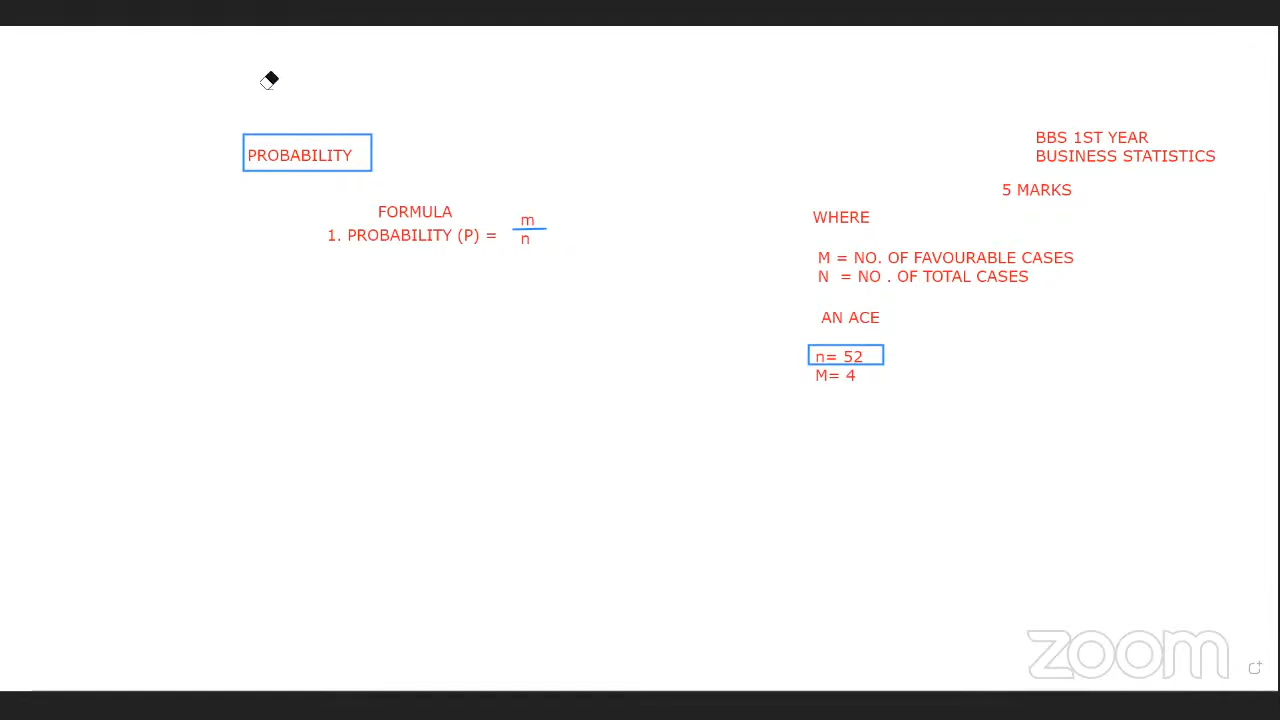 PROBABILITY
BBS 1ST YEAR
BUSINESS STATISTICS
5 MARKS
FORMULA
1. PROBABILITY (P) = m
n
WHERE
M = NO. OF FAVOURABLE CASES
N = NO . OF TOTAL CASES
AN ACE
n= 52
M= 4
zoom